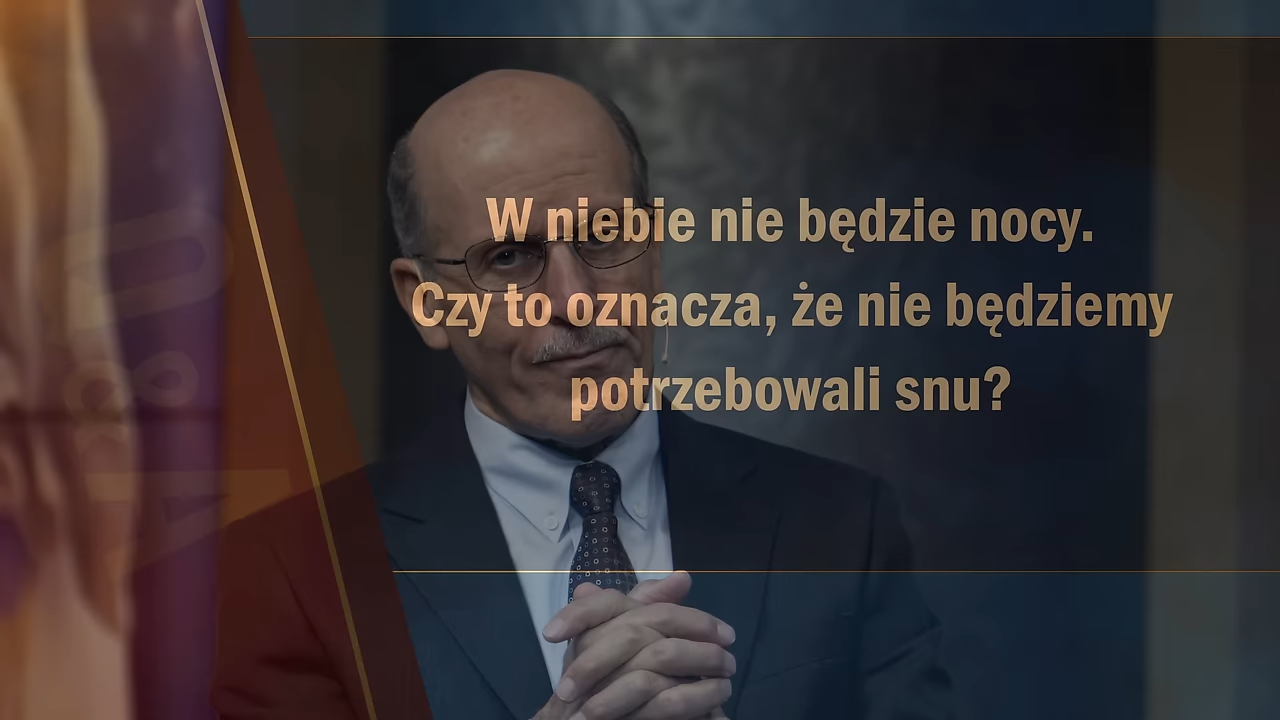 W niebie nie będzie nocy.
Czy to oznacza, że nie będziemy
potrzebowali snu?